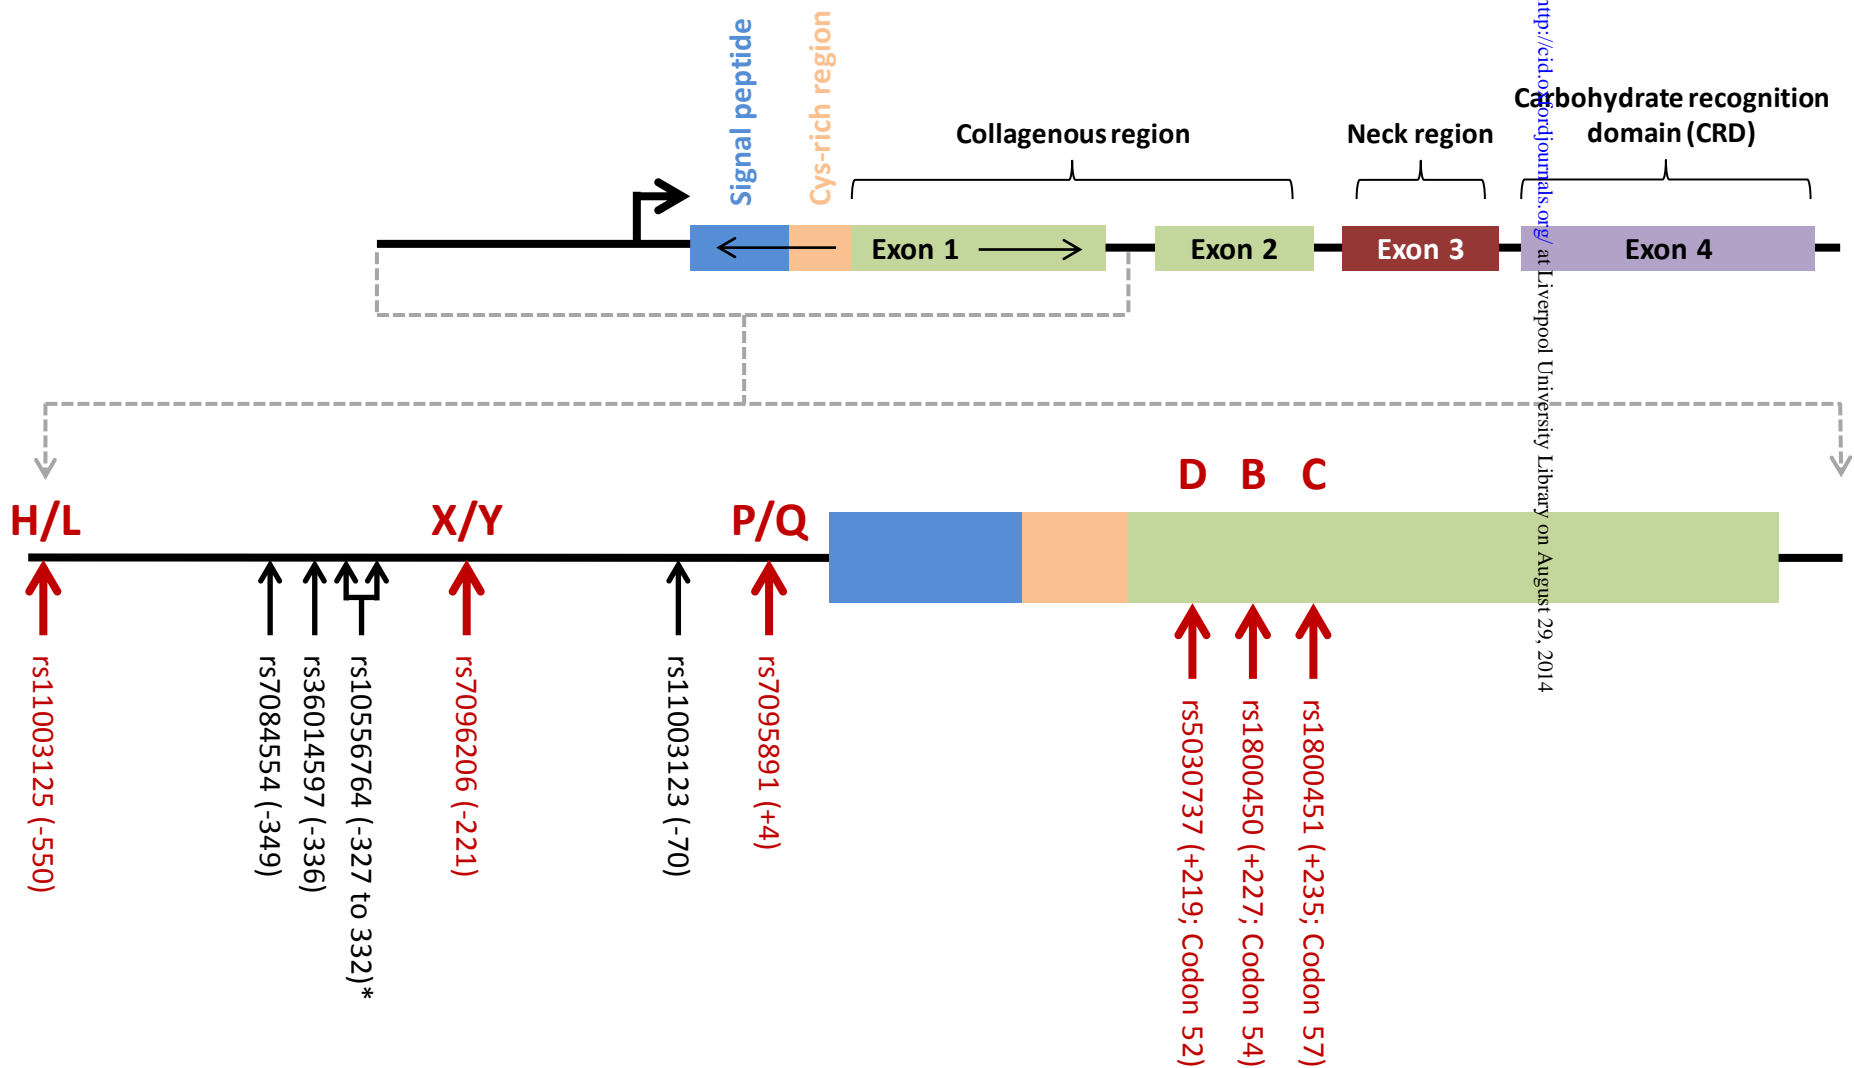 Signal peptide
Cys-rich region
Collagenous region
Neck region
Carbohydrate recognition
domain (CRD)
Exon 1
Exon 2
Exon 3
Exon 4
http://cid.oxfordjournals.org/ at Liverpool University Library on August 29, 2014
H/L
X/Y
P/Q
D
B
C
rs11003125 (-550)
rs7084554 (-349)
rs36014597 (-336)
rs10556764 (-327 to 332)*
rs7096206 (-221)
rs11003123 (-70)
rs7095891 (+4)
rs5030737 (+219; Codon 52)
rs1800450 (+227; Codon 54)
rs1800451 (+235; Codon 57)